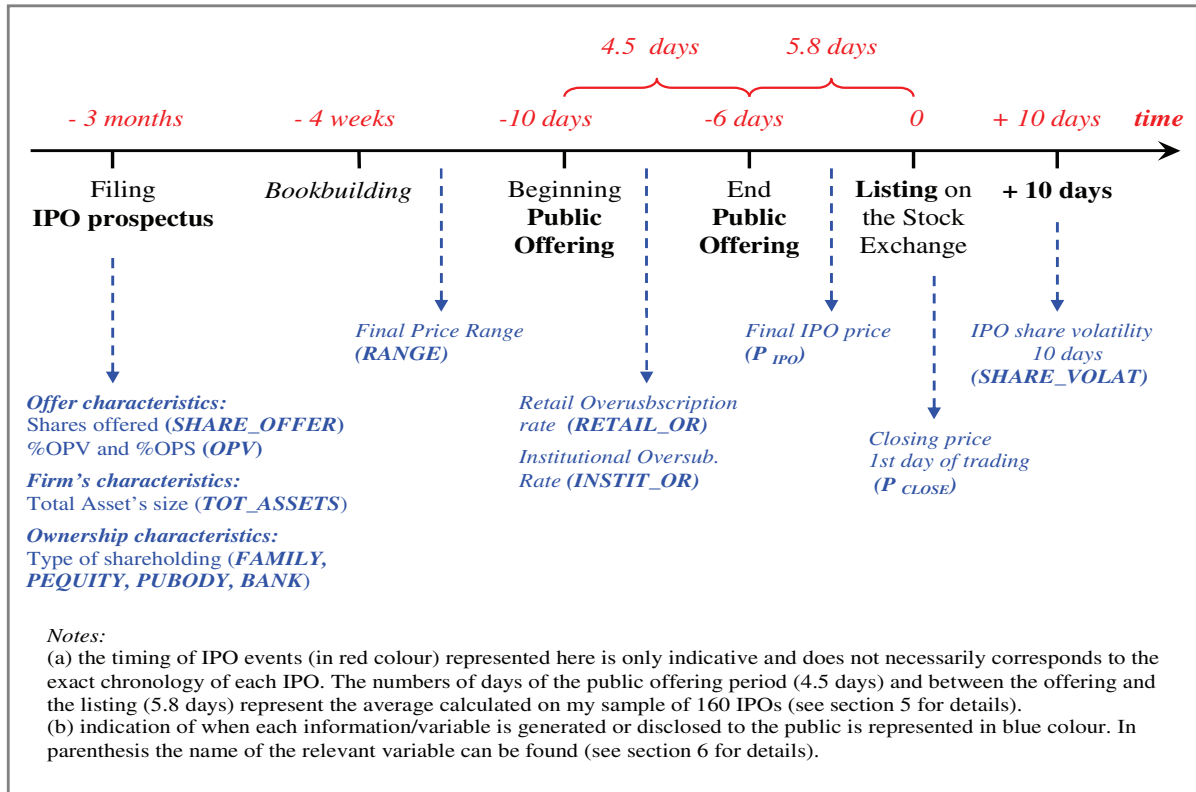 4.5 days 5.8 days
- 3 months - 4 weeks -10 days -6 days 0 + 10 days time
Filing
IPO prospectus
Bookbuilding
Beginning
Public
Offering
End
Public
Offering
Listing on
the Stock
Exchange
+ 10 days
Final Price Range
(RANGE)
Final IPO price
(P IPO)
IPO share volatility
10 days
(SHARE_VOLAT)
Offer characteristics:
Shares offered (SHARE_OFFER)
%OPV and %OPS (OPV)
Firm's characteristics:
Total Asset's size (TOT_ASSETS)
Ownership characteristics:
Type of shareholding (FAMILY,
PEQUITY, PUBODY, BANK)
Retail Overusbscription
rate (RETAIL_OR)
Institutional Oversub.
Rate (INSTIT_OR)
Closing price
1st day of trading
(P CLOSE)
Notes:
(a) the timing of IPO events (in red colour) represented here is only indicative and does not necessarily corresponds to the
exact chronology of each IPO. The numbers of days of the public offering period (4.5 days) and between the offering and
the listing (5.8 days) represent the average calculated on my sample of 160 IPOs (see section 5 for details).
(b) indication of when each information/variable is generated or disclosed to the public is represented in blue colour. In
parenthesis the name of the relevant variable can be found (see section 6 for details).